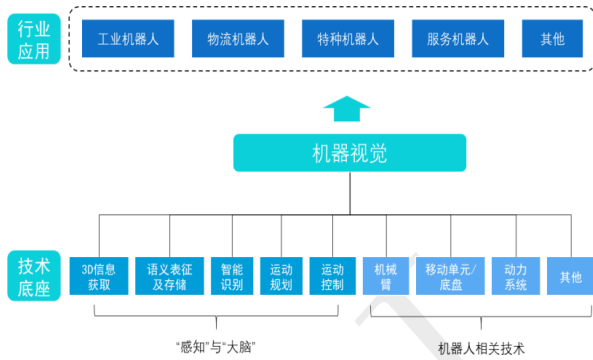 行业
应用
工业机器人
物流机器人
特种机器人
服务机器人
其他
机器视觉
技术
底座
3D信息
获取
语义表征
及存储
智能
识别
运动
规划
运动
控制
机械
臂
移动单元/
底盘
动力
系统
其他
“感知”与“大脑”
机器人相关技术